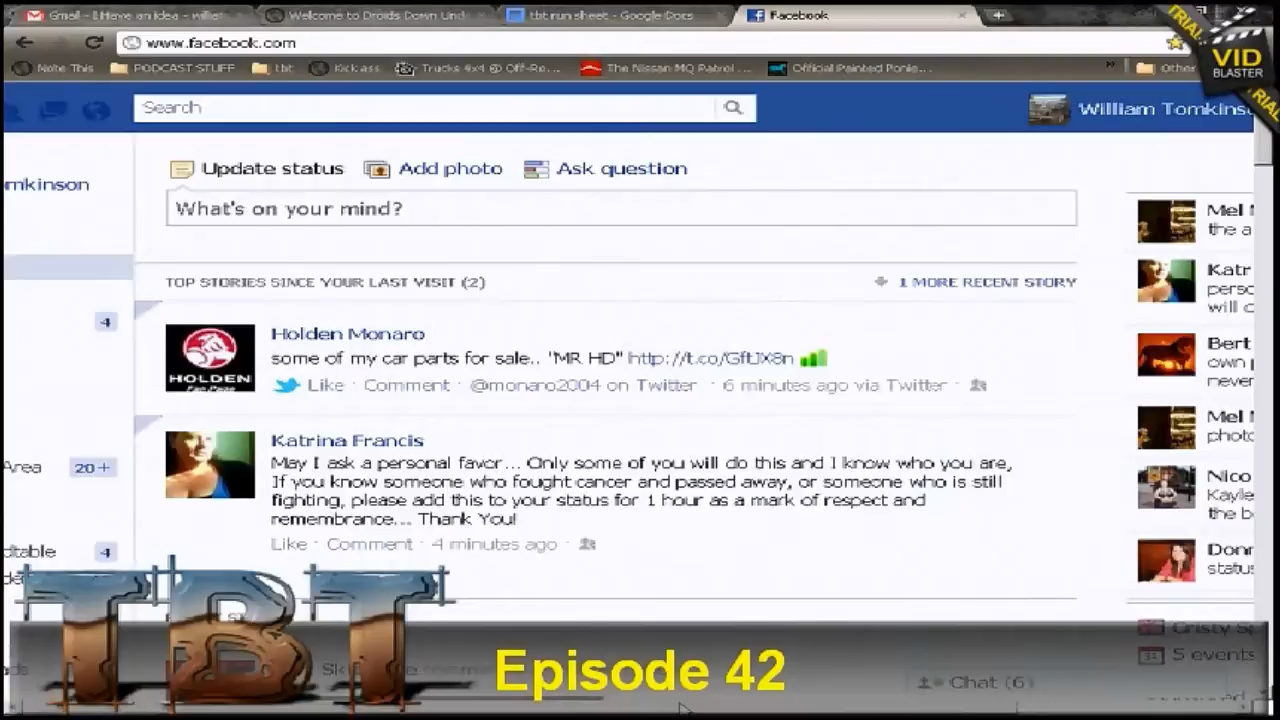 Gmail - I Have an idea -
Welcome to Droids Down Und
tbt run sheet - Google Docs
Facebook
TRIAL
VID
BLASTER
TRIAL
www.facebook.com
Note This
PODCAST STUFF
tbt
Kickass
Trucks 4x4 @ Off-Ro...
The Nissan MQ Patrol ...
Official Painted Ponie...
»
Other
Search
William Tomkins
Update status
Add photo
Ask question
mkinson
What's on your mind?
TOP STORIES SINCE YOUR LAST VISIT (2)
1 MORE RECENT STORY
4
Holden Monaro
some of my car parts for sale.. "MR HD" http://t.co/GftJX8n
Like · Comment · @monaro2004 on Twitter · 6 minutes ago via Twitter ·
HOLDEN
Katrina Francis
May I ask a personal favor... Only some of you will do this and I know who you are,
If you know someone who fought cancer and passed away, or someone who is still
fighting, please add this to your status for 1 hour as a mark of respect and
remembrance... Thank You!
Like · Comment · 4 minutes ago ·
Area
20+
dtable
4
Mel
the a
Katr
perso
will c
Bert
own p
never
Mel
photo
Nico
Kayle
the b
Donn
status
Cristy Sp
31
5 events
TBT
Episode 42
Chat (6)